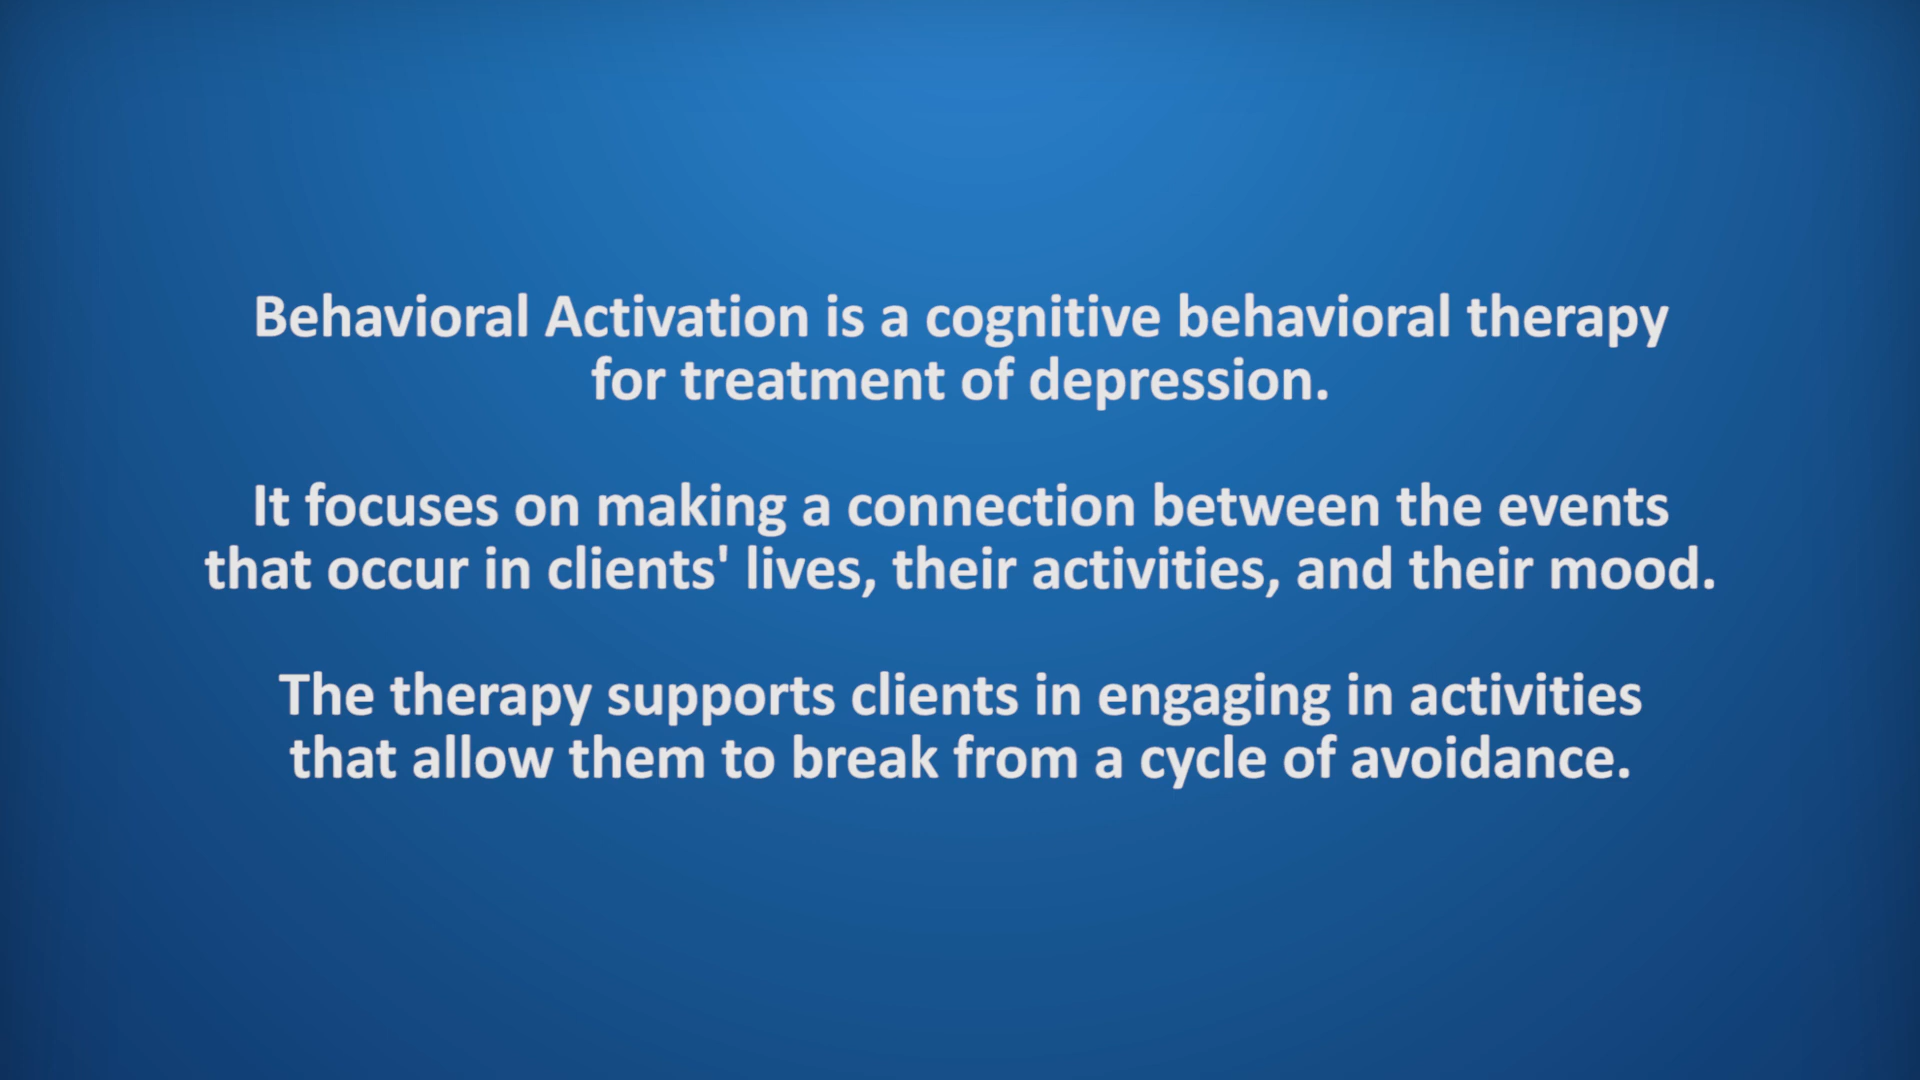 Behavioral Activation is a cognitive behavioral therapy
for treatment of depression.
It focuses on making a connection between the events
that occur in clients' lives, their activities, and their mood.
The therapy supports clients in engaging in activities
that allow them to break from a cycle of avoidance.